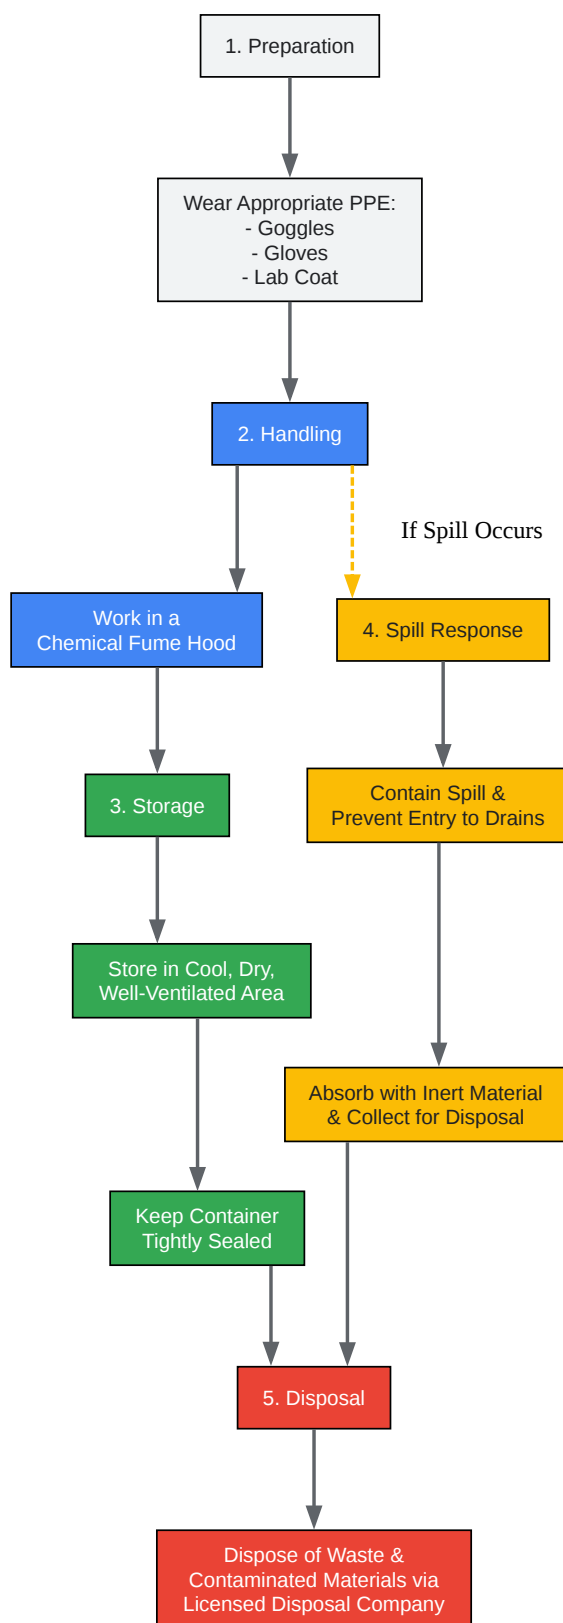 1. Preparation
Wear Appropriate PPE:
- Goggles
- Gloves
- Lab Coat
2. Handling
If Spill Occurs
Work in a
Chemical Fume Hood
4. Spill Response
3. Storage
Contain Spill &
Prevent Entry to Drains
Store in Cool, Dry,
Well-Ventilated Area
Absorb with Inert Material
& Collect for Disposal
Keep Container
Tightly Sealed
5. Disposal
Dispose of Waste &
Contaminated Materials via
Licensed Disposal Company